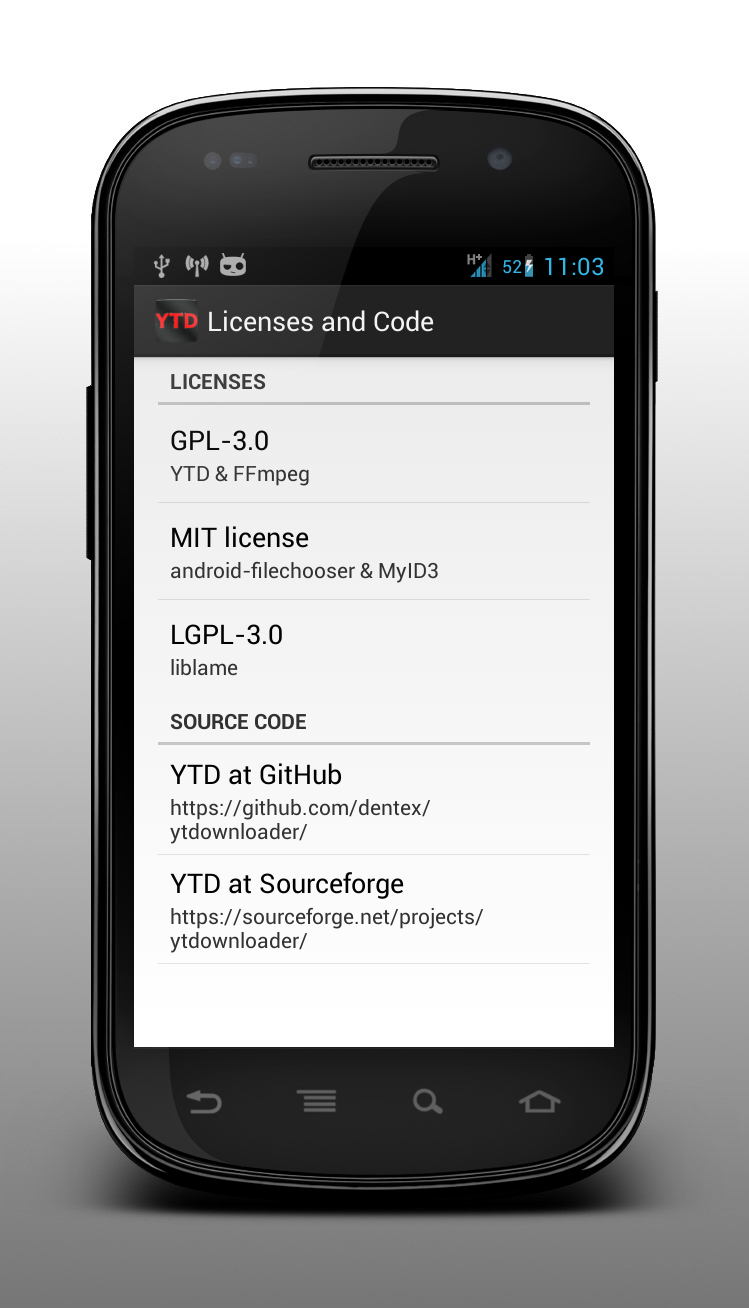 H+ 52 11:03
YTD Licenses and Code
LICENSES
GPL-3.0
YTD & FFmpeg
MIT license
android-filechooser & MyID3
LGPL-3.0
liblame
SOURCE CODE
YTD at GitHub
https://github.com/dentex/
ytdownloader/
YTD at Sourceforge
https://sourceforge.net/projects/
ytdownloader/